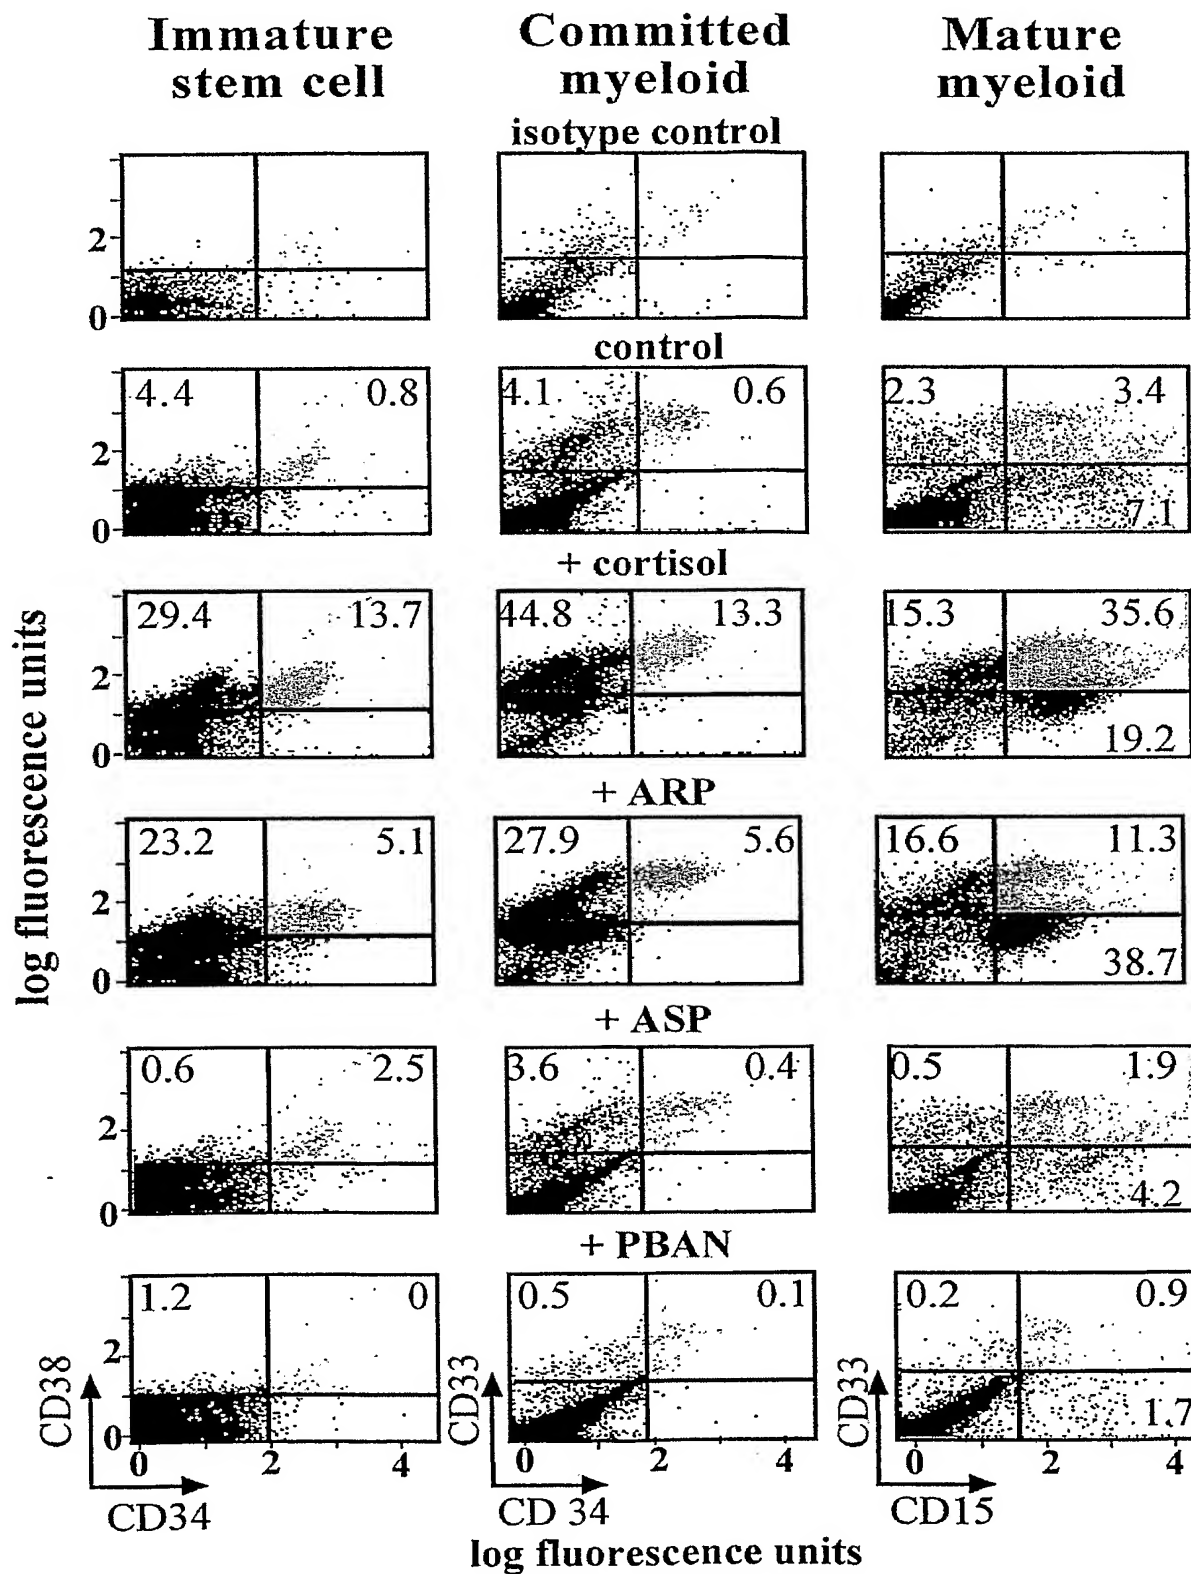 Immature Committed Mature
stem cell myeloid myeloid
isotype control
2
0
control
4.4 0.8 4.1 0.6 2.3 3.4
2
7.1
0
+ cortisol
29.4 13.7 44.8 13.3 15.3 35.6
2
19.2
0
+ ARP
23.2 5.1 27.9 5.6 16.6 11.3
2
38.7
0
+ ASP
0.6 2.5 3.6 0.4 0.5 1.9
2
4.2
0
+ PBAN
1.2 0 0.5 0.1 0.2 0.9
2
1.7
0
log fluorescence units
CD38 CD33 CD33
0 2 4 0 2 4 0 2 4
CD34 CD 34 CD15
log fluorescence units